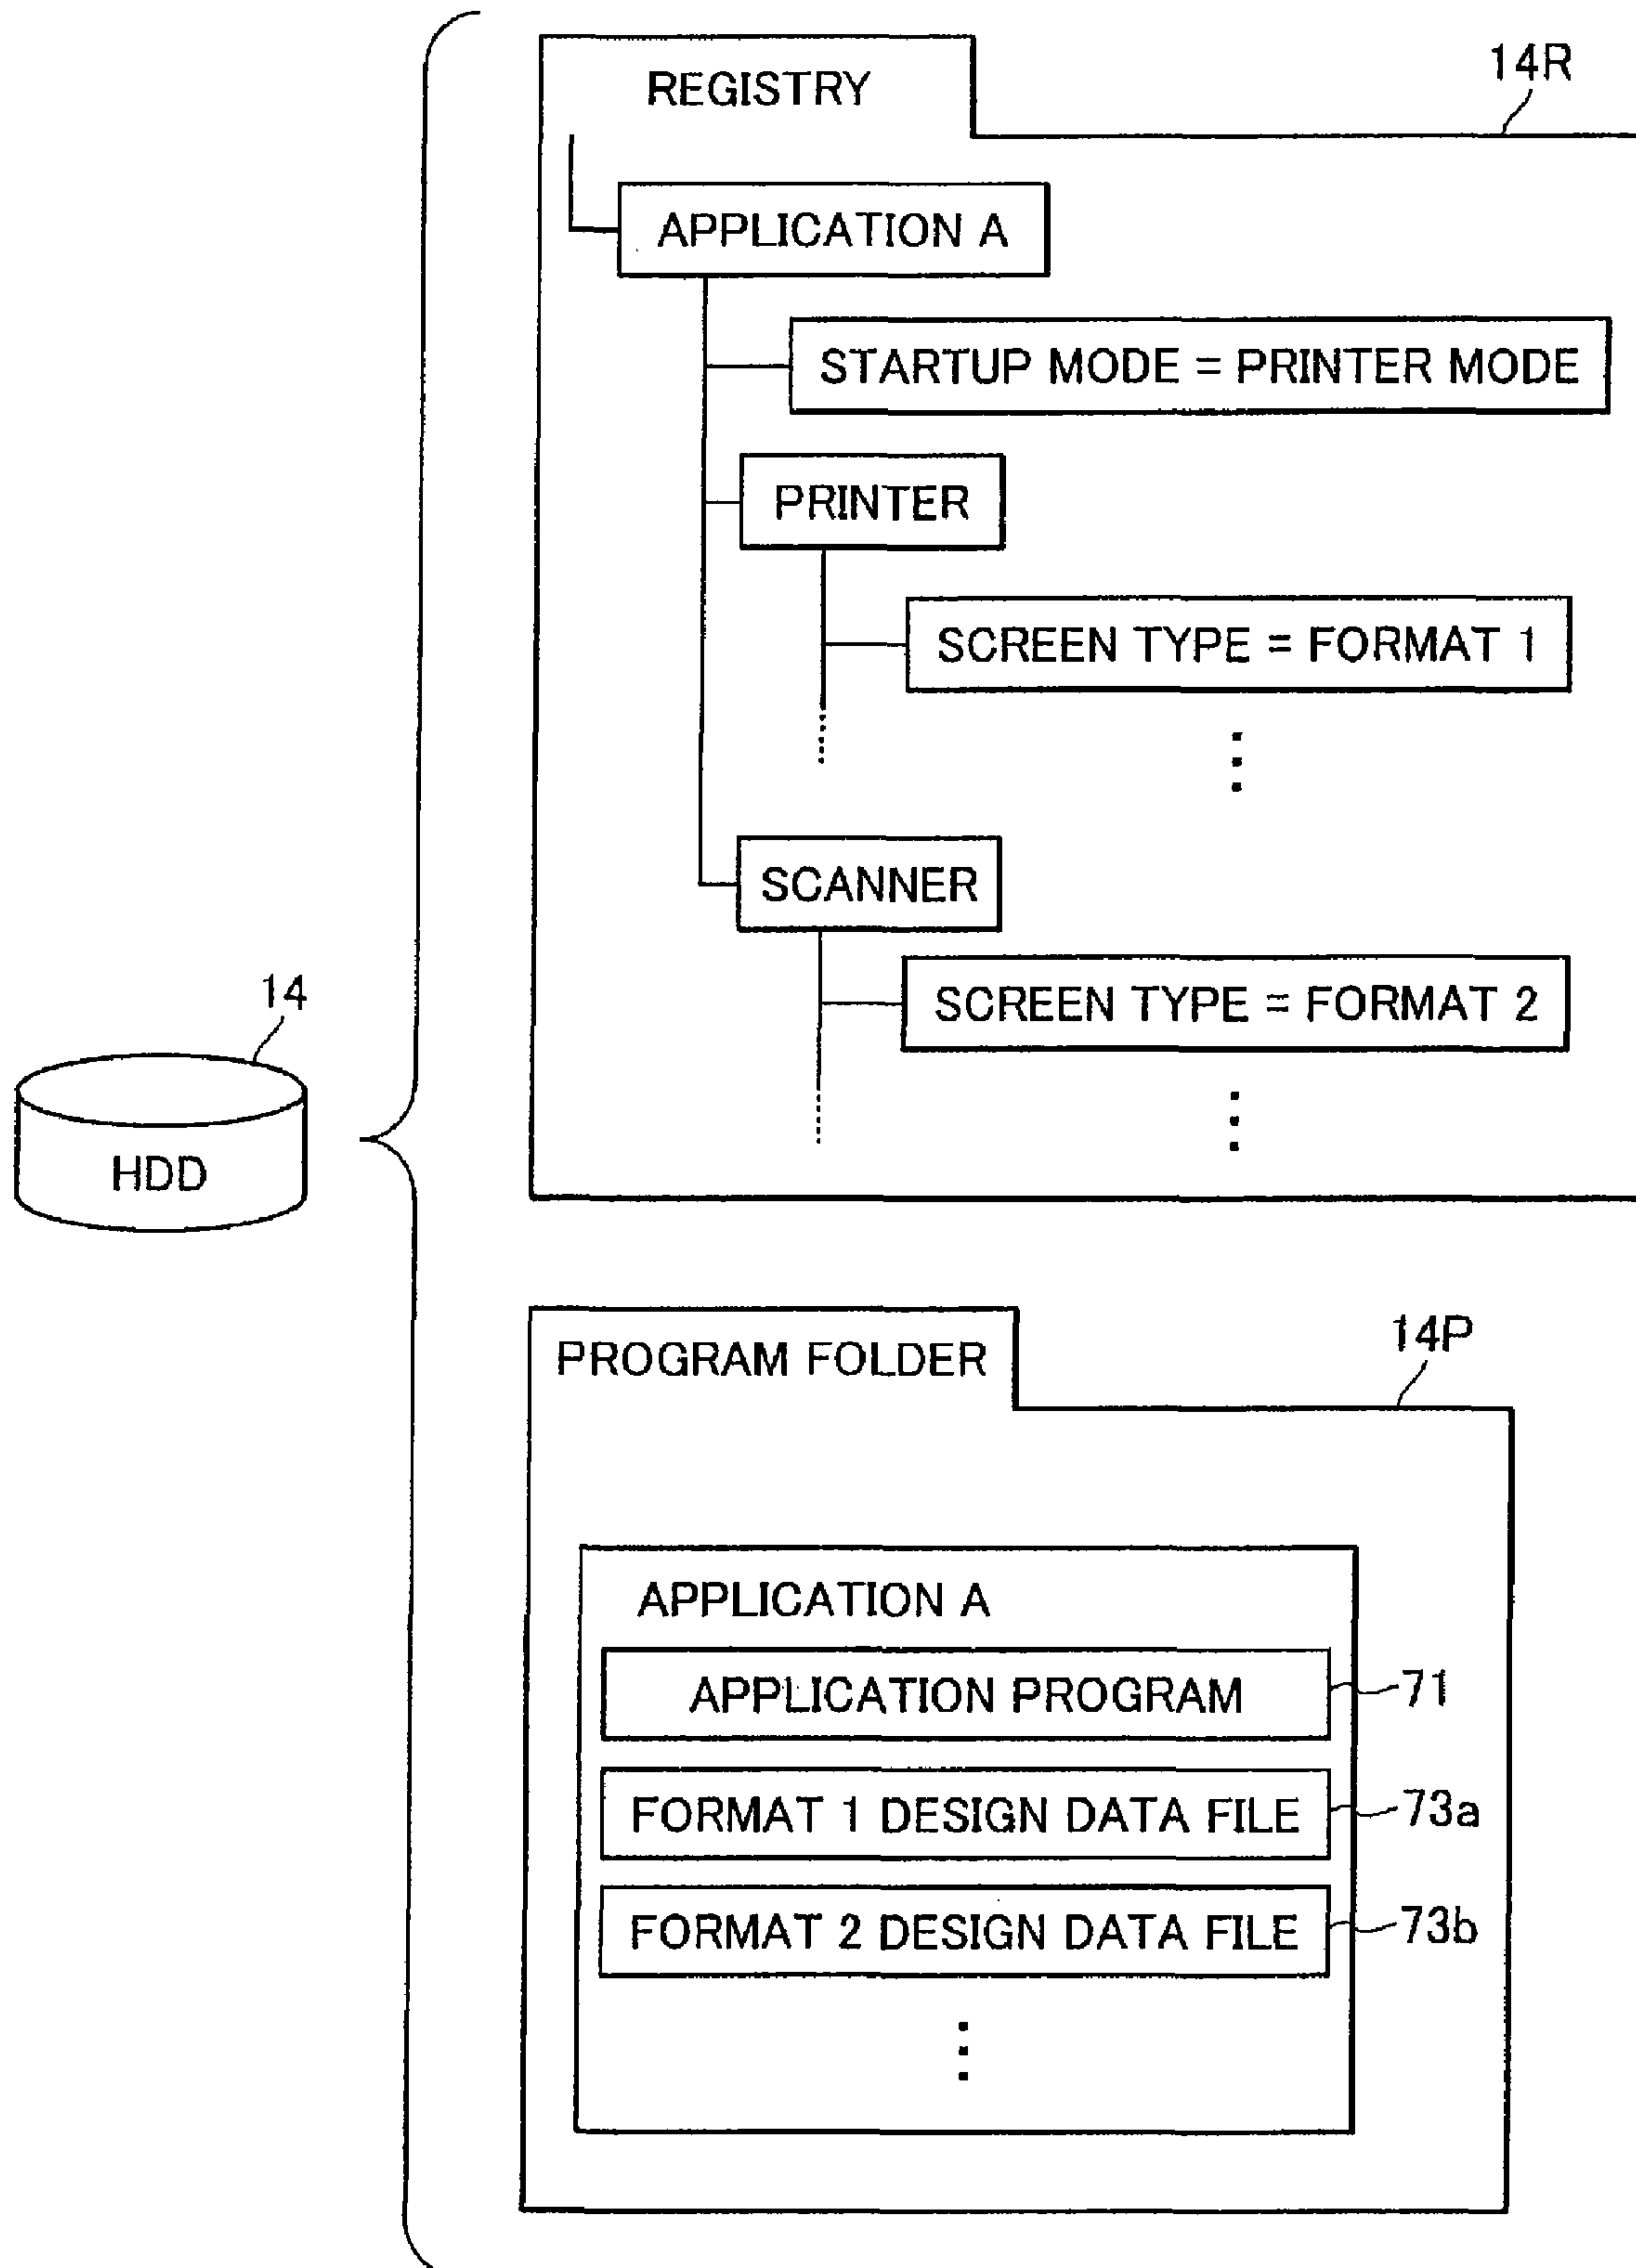 REGISTRY
14R
APPLICATION A
STARTUP MODE = PRINTER MODE
PRINTER
SCREEN TYPE = FORMAT 1
SCANNER
SCREEN TYPE = FORMAT 2
14
HDD
PROGRAM FOLDER
14P
APPLICATION A
APPLICATION PROGRAM
71
FORMAT 1 DESIGN DATA FILE
73a
FORMAT 2 DESIGN DATA FILE
73b